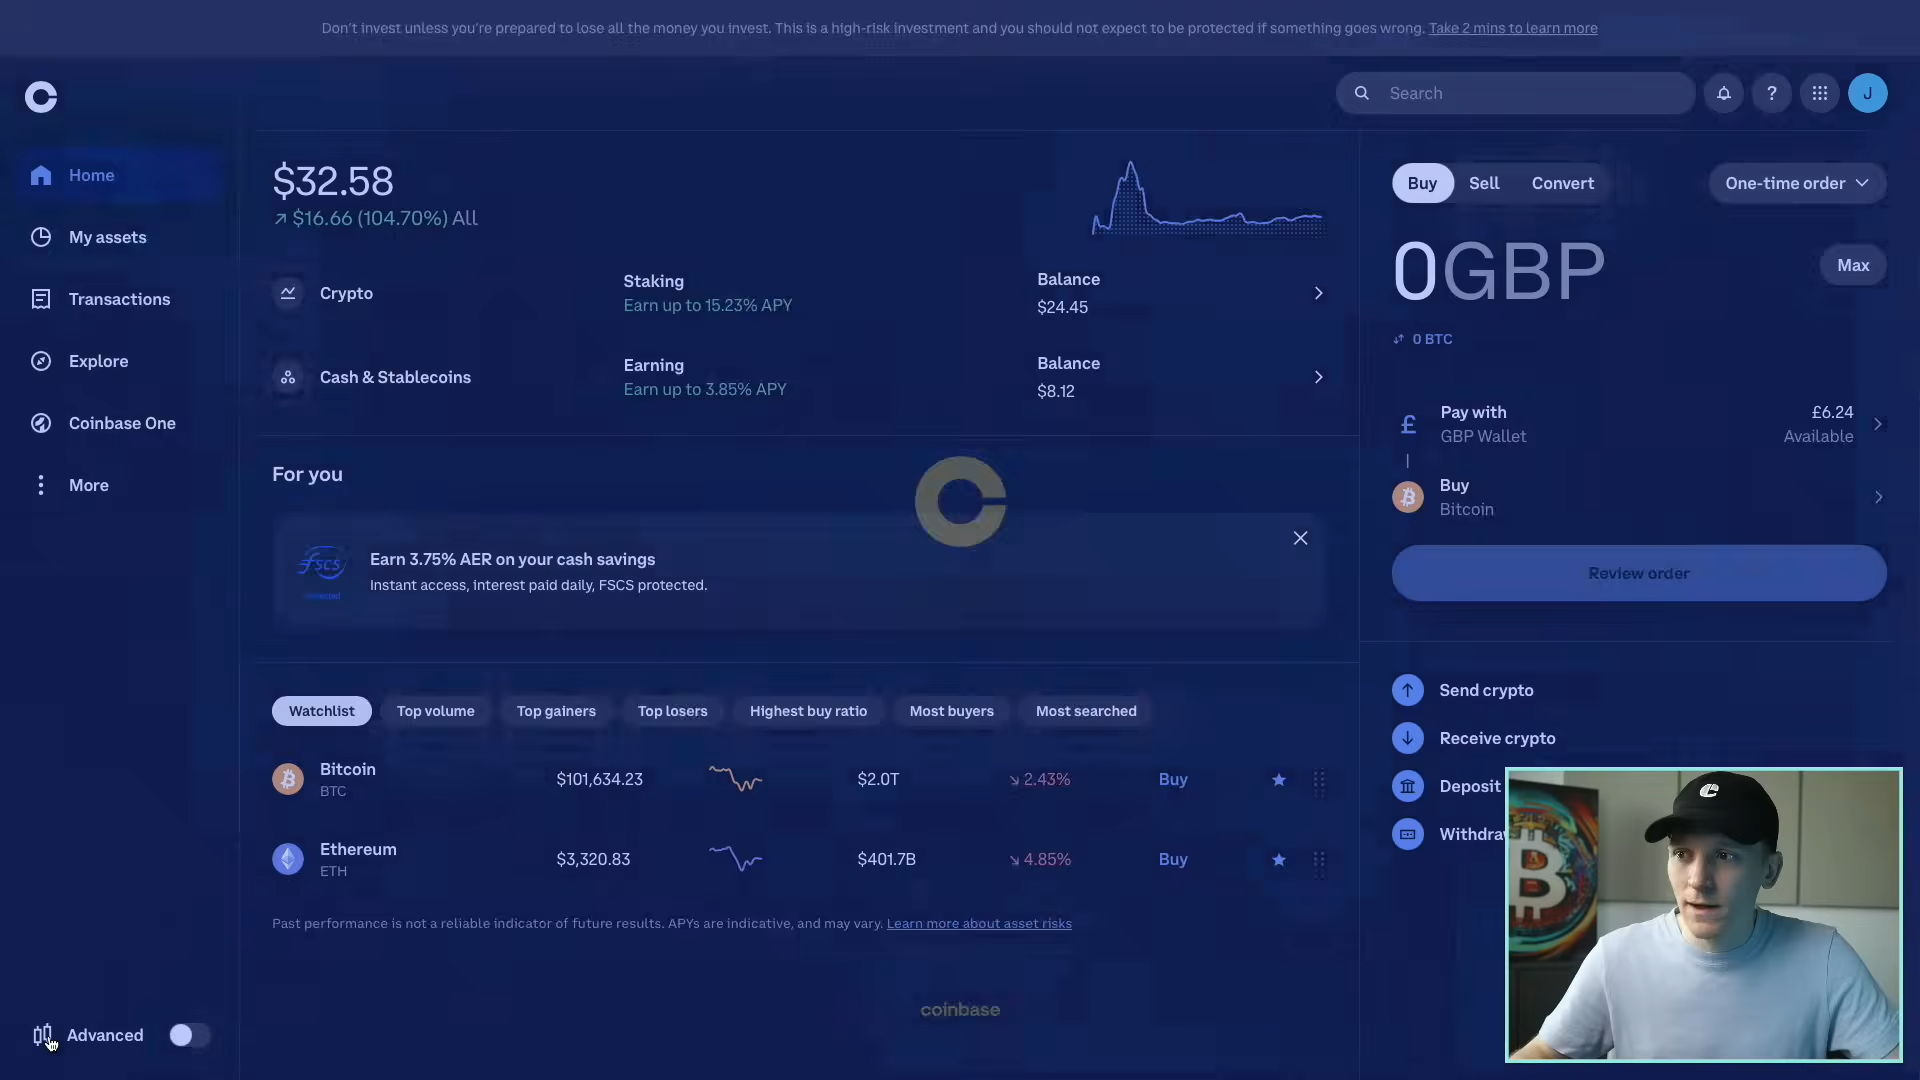 Don't invest unless you're prepared to lose all the money you invest. This is a high-risk investment and you should not expect to be protected if something goes wrong. Take 2 mins to learn more
Search
?
J
Home
My assets
Transactions
Explore
Coinbase One
More
Advanced
$32.58
↗ $16.66 (104.70%) All
Crypto
Staking
Earn up to 15.23% APY
Balance
$24.45
Cash & Stablecoins
Earning
Earn up to 3.85% APY
Balance
$8.12
For you
FSCS
Protected
Earn 3.75% AER on your cash savings
Instant access, interest paid daily, FSCS protected.
Watchlist
Top volume
Top gainers
Top losers
Highest buy ratio
Most buyers
Most searched
Bitcoin
BTC
$101,634.23
$2.0T
↘ 2.43%
Buy
Ethereum
ETH
$3,320.83
$401.7B
↘ 4.85%
Buy
Past performance is not a reliable indicator of future results. APYs are indicative, and may vary. Learn more about asset risks
coinbase
Buy
Sell
Convert
One-time order
0GBP
Max
0 BTC
£
Pay with
GBP Wallet
£6.24
Available
Buy
Bitcoin
Review order
Send crypto
Receive crypto
Deposit
Withdra